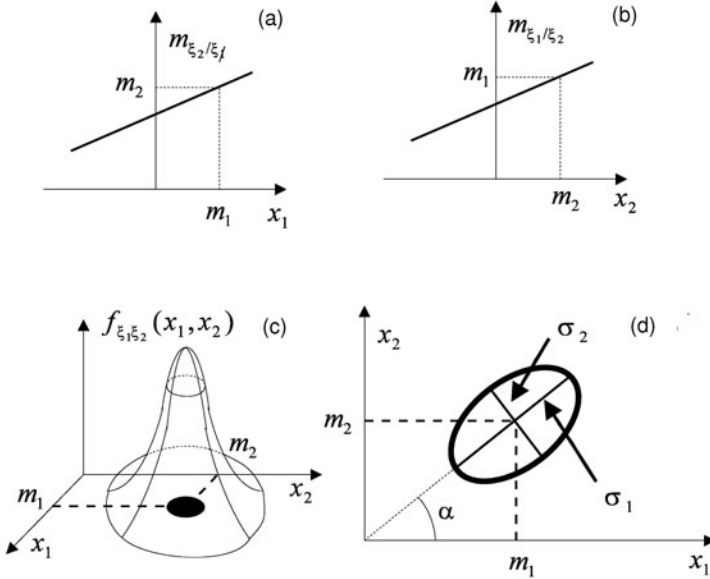 (a)
m_{ξ₂/ξ₁}
m₂
m₁
x₁
(b)
m_{ξ₁/ξ₂}
m₁
m₂
x₂
f_{ξ₁ξ₂}(x₁,x₂)
(c)
m₂
x₂
m₁
x₁
(d)
x₂
σ₂
m₂
σ₁
α
m₁
x₁